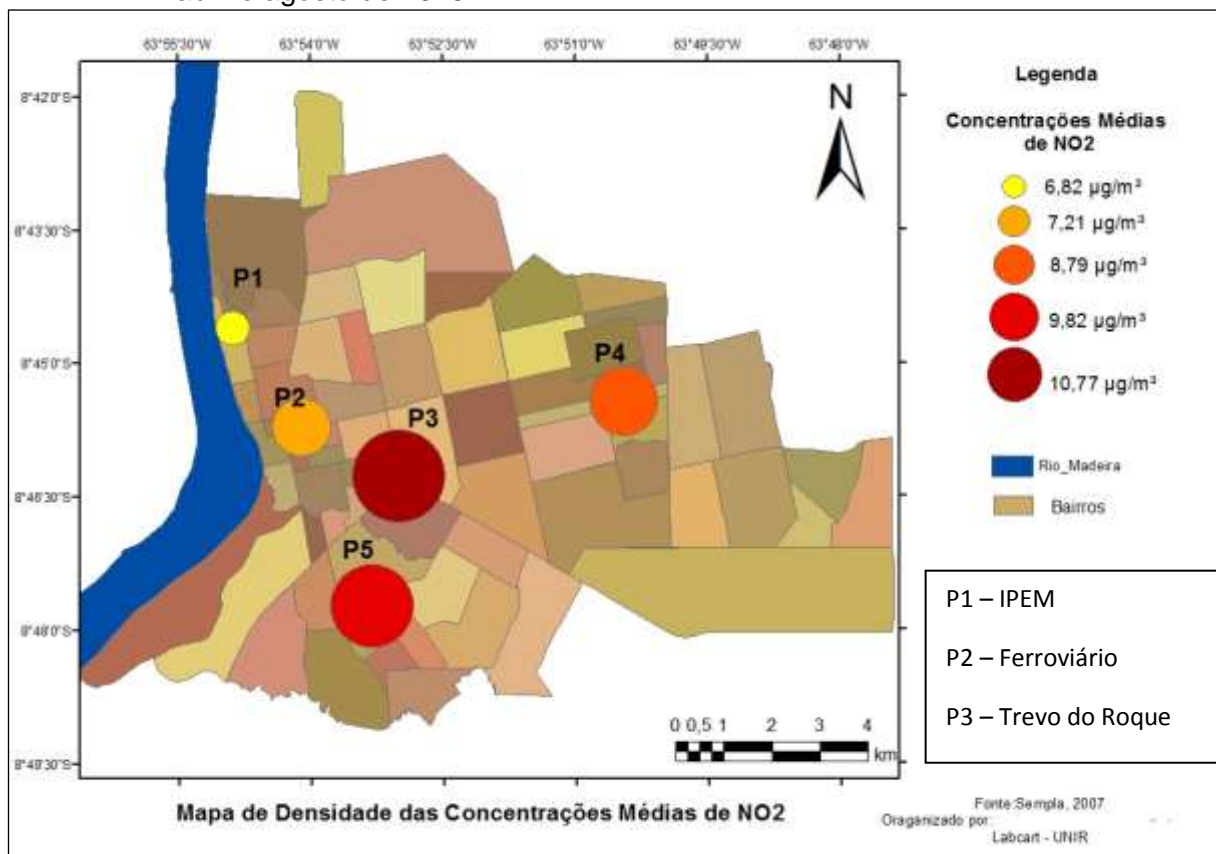 63°55'30"W 63°54'0"W 63°52'30"W 63°51'0"W 63°49'30"W 63°48'0"W
8°42'0"S
8°43'30"S
8°45'0"S
8°46'30"S
8°48'0"S
8°49'30"S
N
P1
P2
P3
P4
P5
0 0,5 1 2 3 4
km
Mapa de Densidade das Concentrações Médias de NO2
Legenda
Concentrações Médias
de NO2
6,82 µg/m³
7,21 µg/m³
8,79 µg/m³
9,82 µg/m³
10,77 µg/m³
Rio_Madeira
Bairros
P1 – IPEM
P2 – Ferroviário
P3 – Trevo do Roque
Fonte:Sempla, 2007
Oraganizado por:
Labcart - UNIR